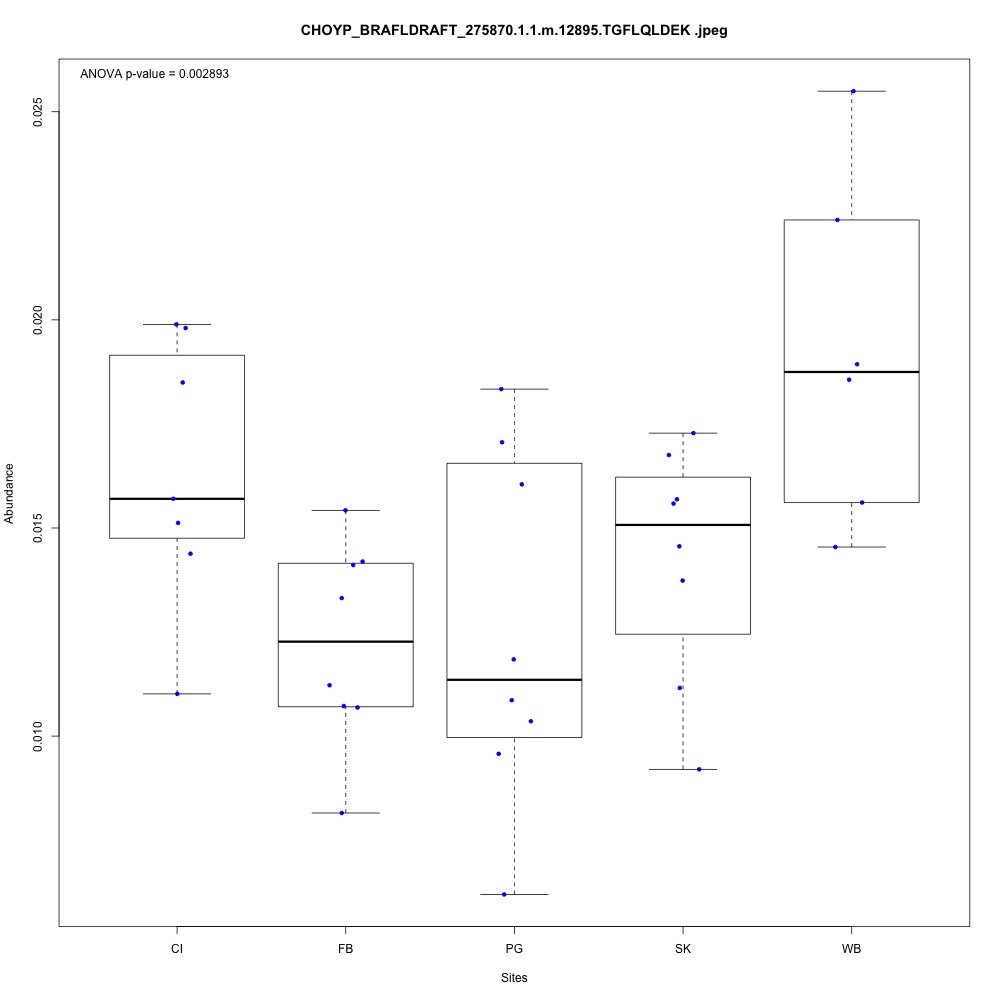 CHOYP_BRAFLDRAFT_275870.1.1.m.12895.TGFLQLDEK .jpeg
ANOVA p-value = 0.002893
0.025
0.020
0.015
0.010
Abundance
CI FB PG SK WB
Sites